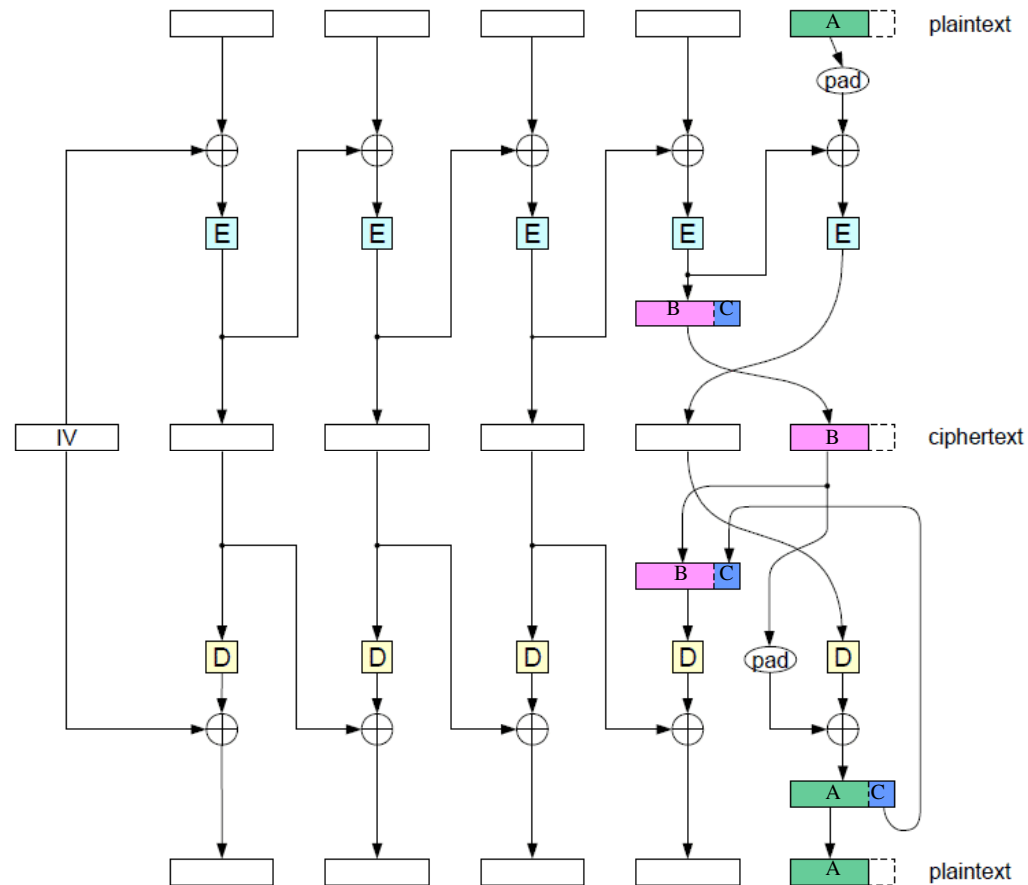 A plaintext
pad
E E E E E
B C
IV B ciphertext
B C
D D D D pad D
A C
A plaintext